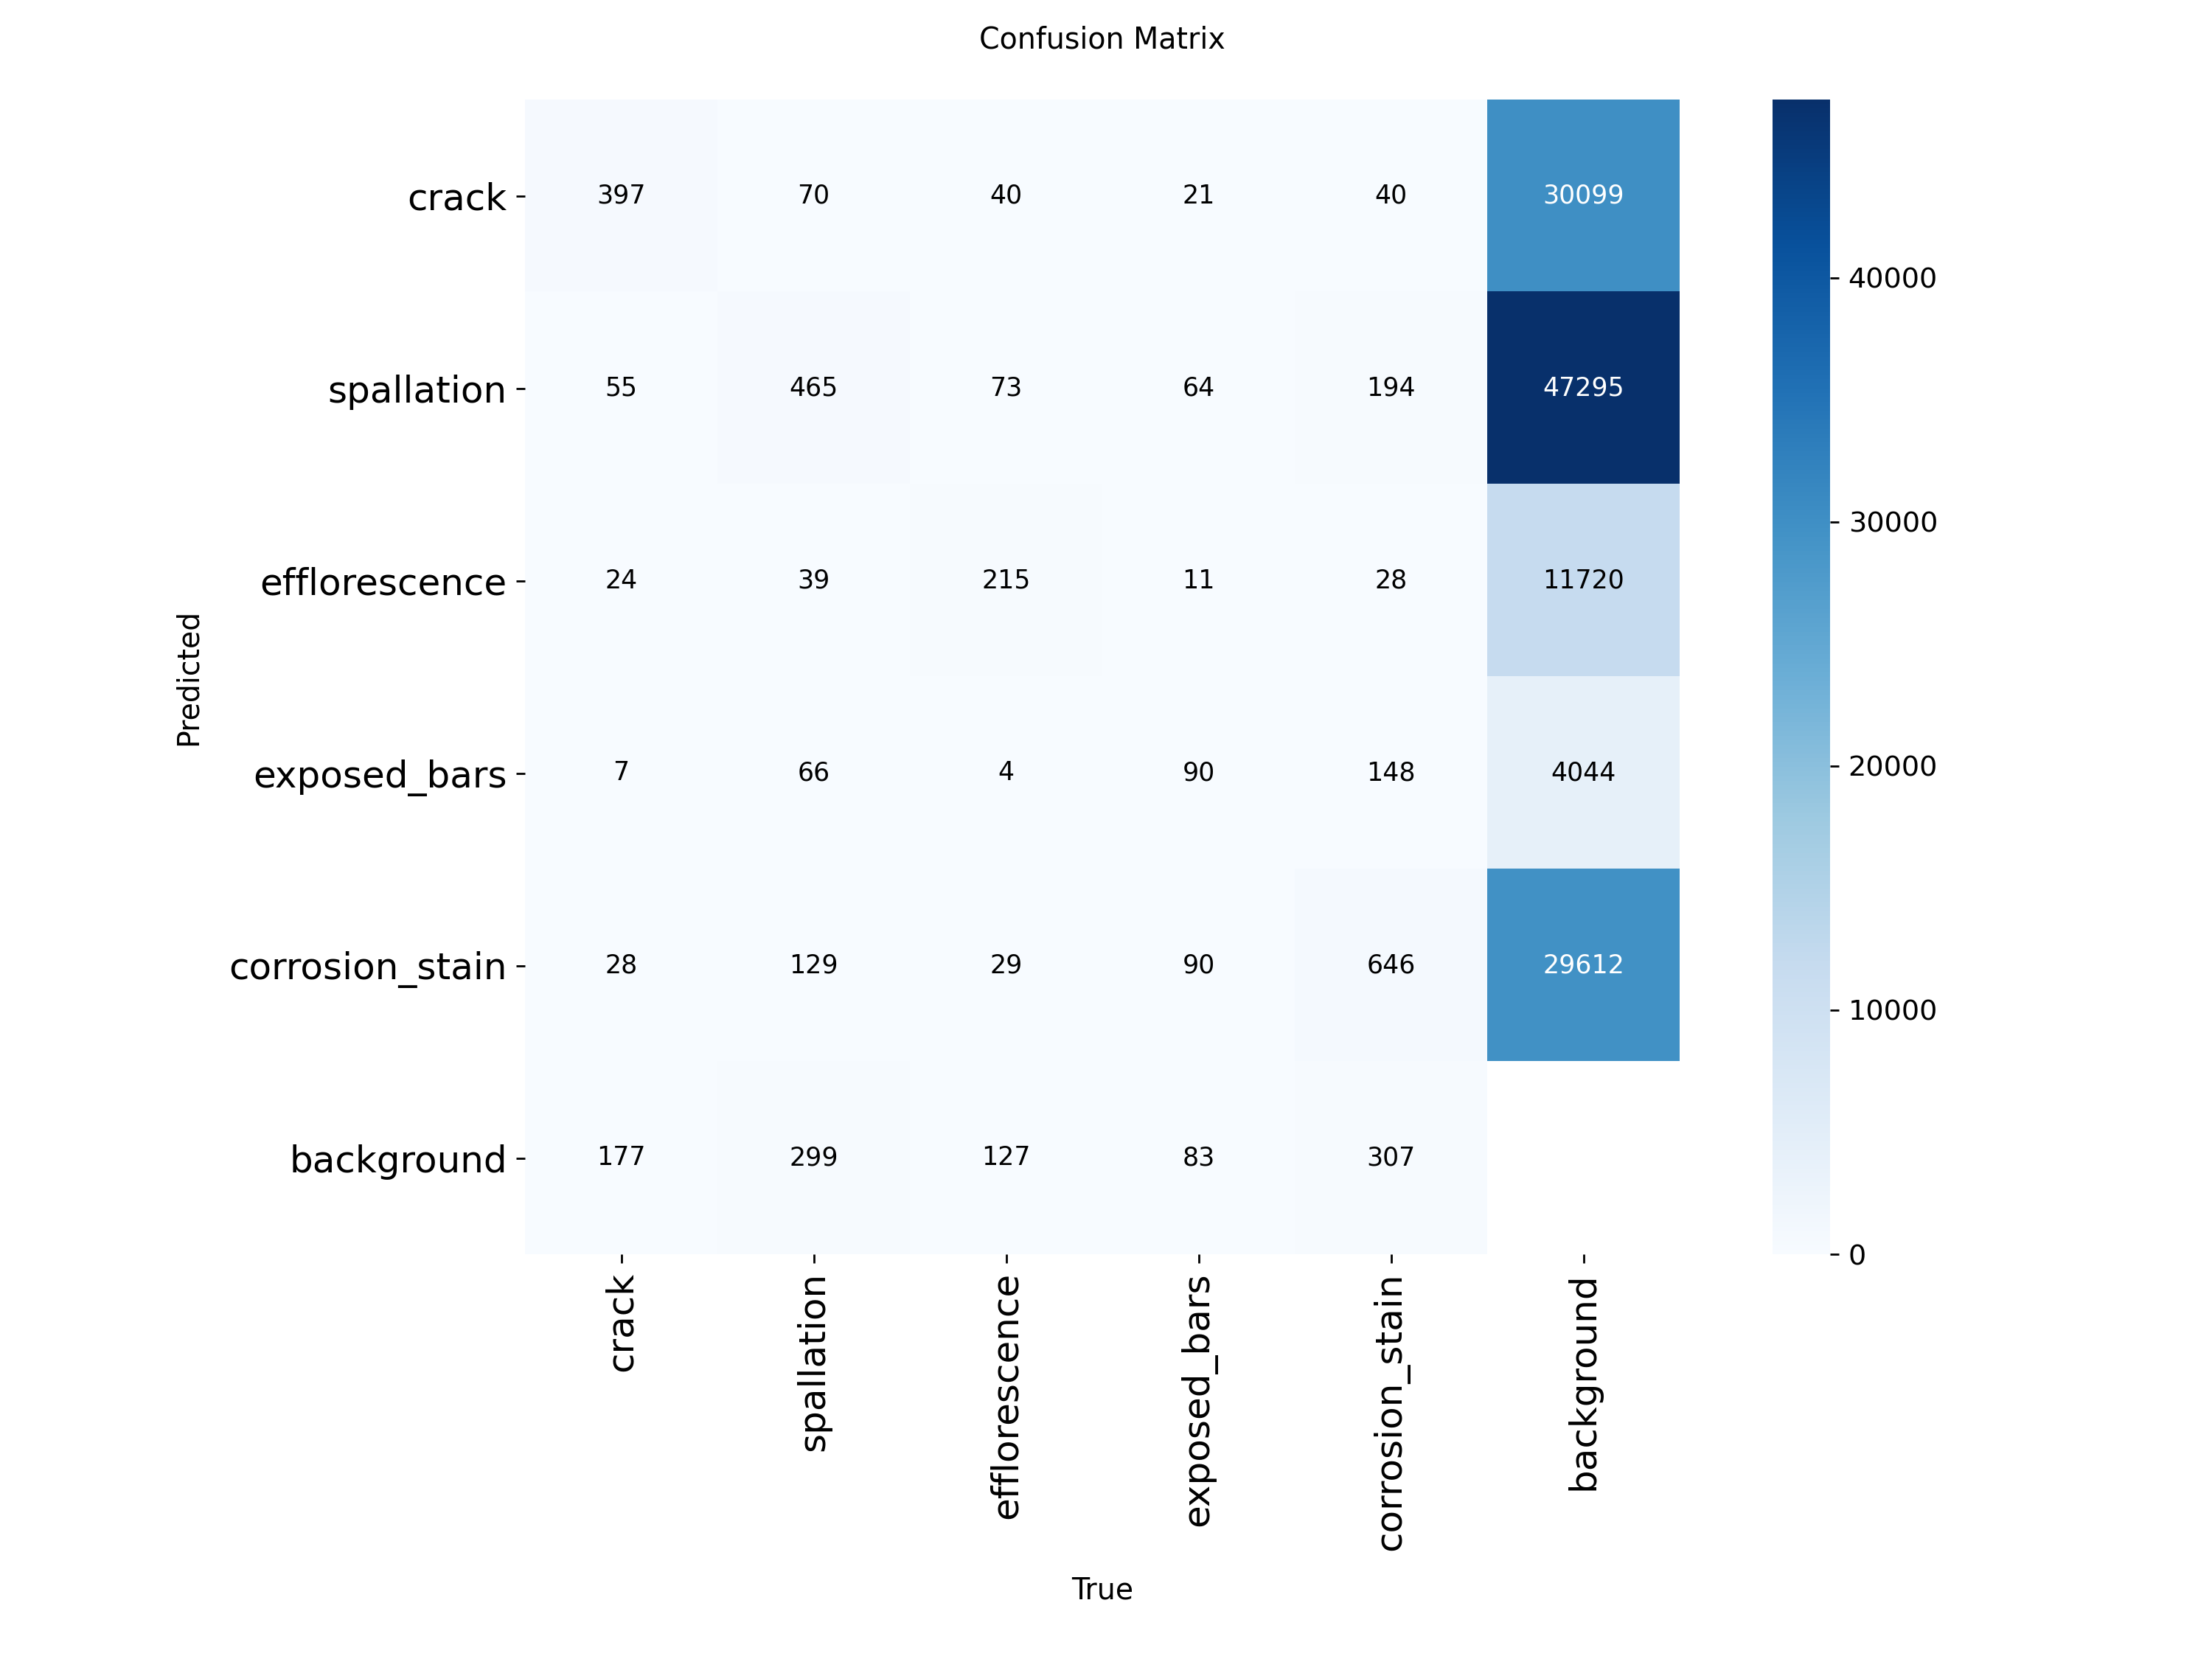 Confusion Matrix
Predicted
crack 397 70 40 21 40 30099
spallation 55 465 73 64 194 47295
efflorescence 24 39 215 11 28 11720
exposed_bars 7 66 4 90 148 4044
corrosion_stain 28 129 29 90 646 29612
background 177 299 127 83 307
crack spallation efflorescence exposed_bars corrosion_stain background
True
40000
30000
20000
10000
0